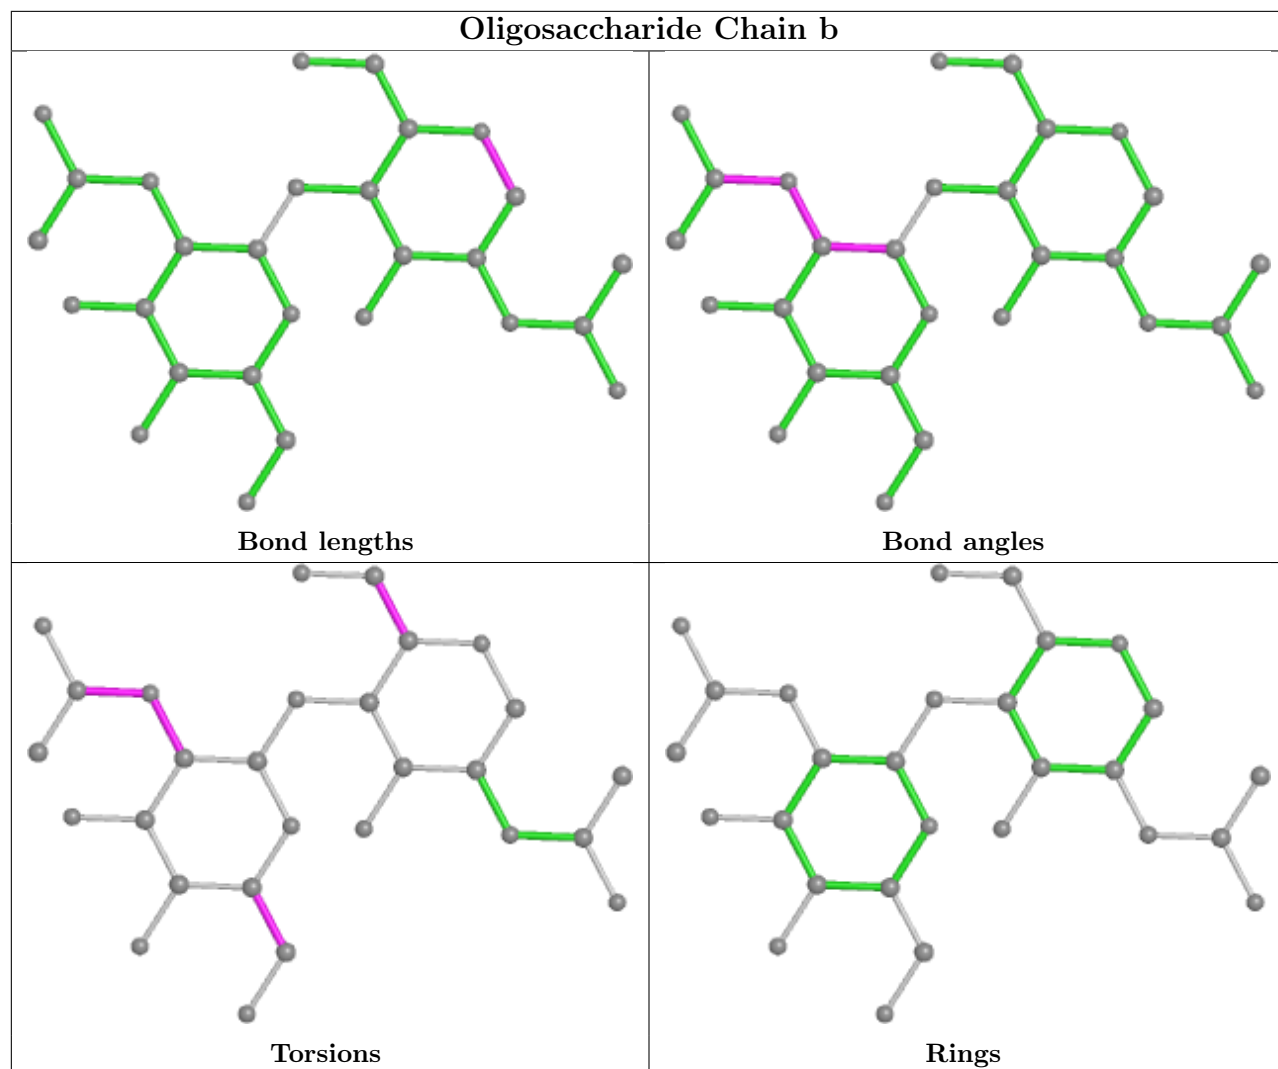 Oligosaccharide Chain b
Bond lengths
Bond angles
Torsions
Rings